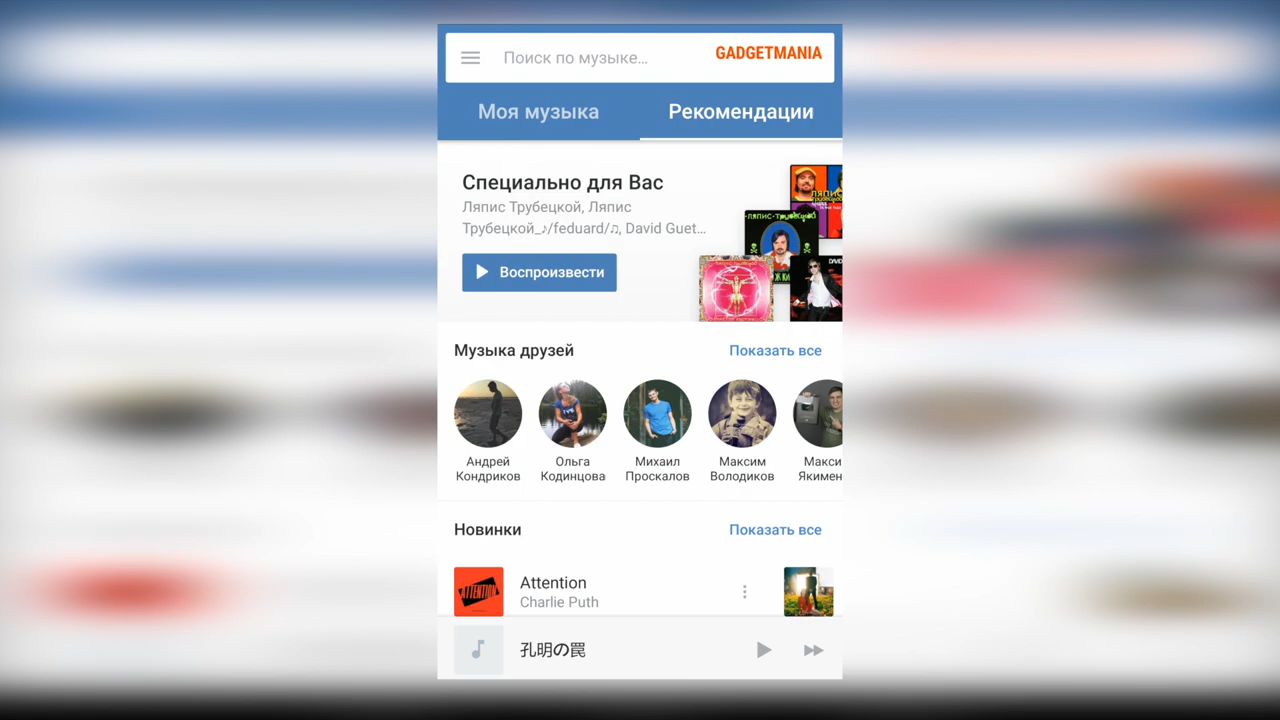 Поиск по музыке...
GADGETMANIA
Моя музыка
Рекомендации
Специально для Вас
Ляпис Трубецкой, Ляпис
Трубецкой_♪/feduard/♫, David Guet...
Воспроизвести
Музыка друзей
Показать все
Андрей
Кондриков
Ольга
Кодинцова
Михаил
Проскалов
Максим
Володиков
Макси
Якимен
Новинки
Показать все
ATTENTION
Attention
Charlie Puth
孔明の罠